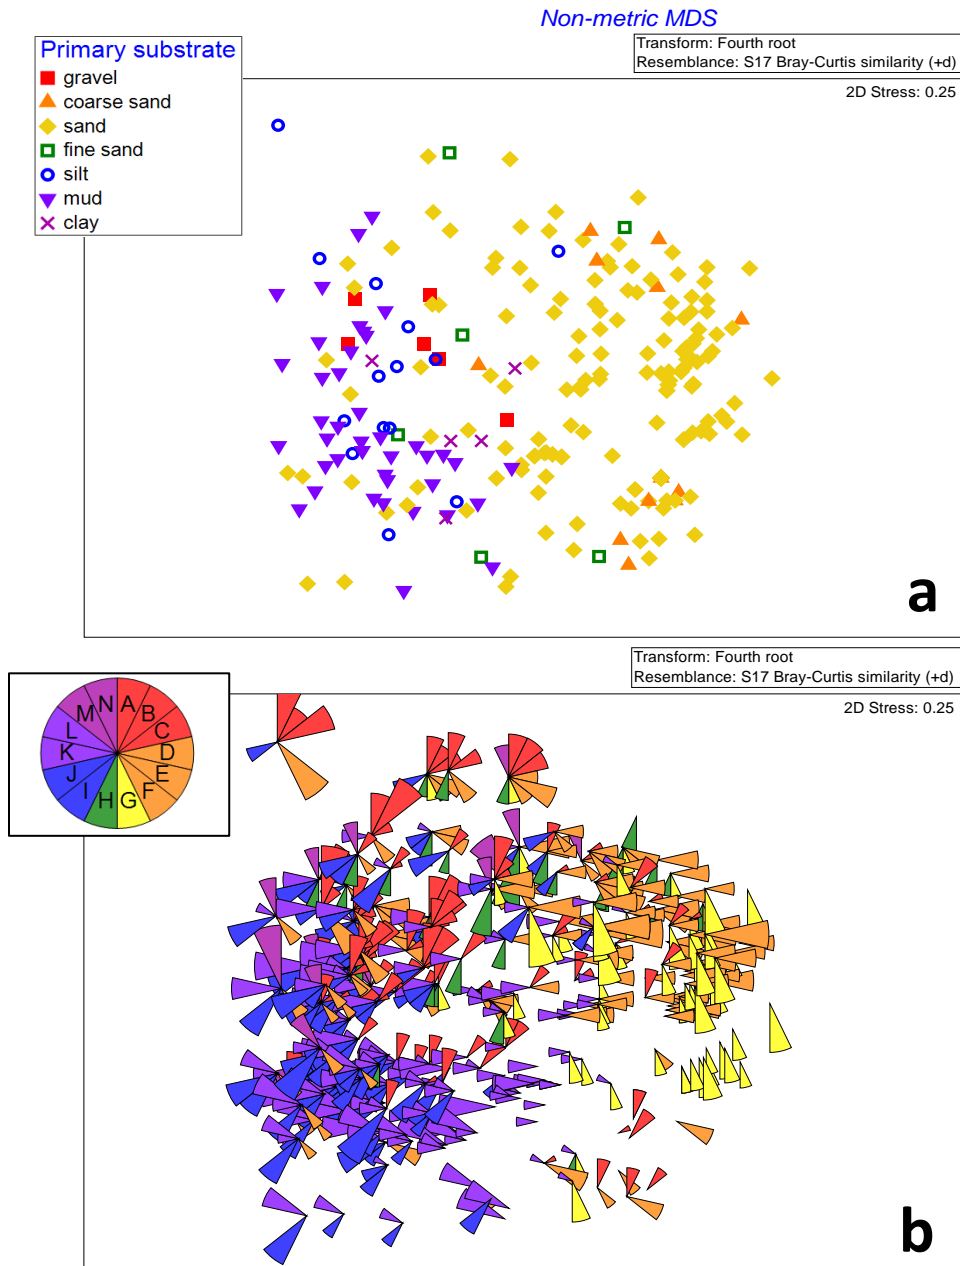 Non-metric MDS
Transform: Fourth root
Resemblance: S17 Bray-Curtis similarity (+d)
Primary substrate
gravel
coarse sand
sand
fine sand
silt
mud
clay
2D Stress: 0.25
a
Transform: Fourth root
Resemblance: S17 Bray-Curtis similarity (+d)
2D Stress: 0.25
A
B
C
D
E
F
G
H
I
J
K
L
M
N
b